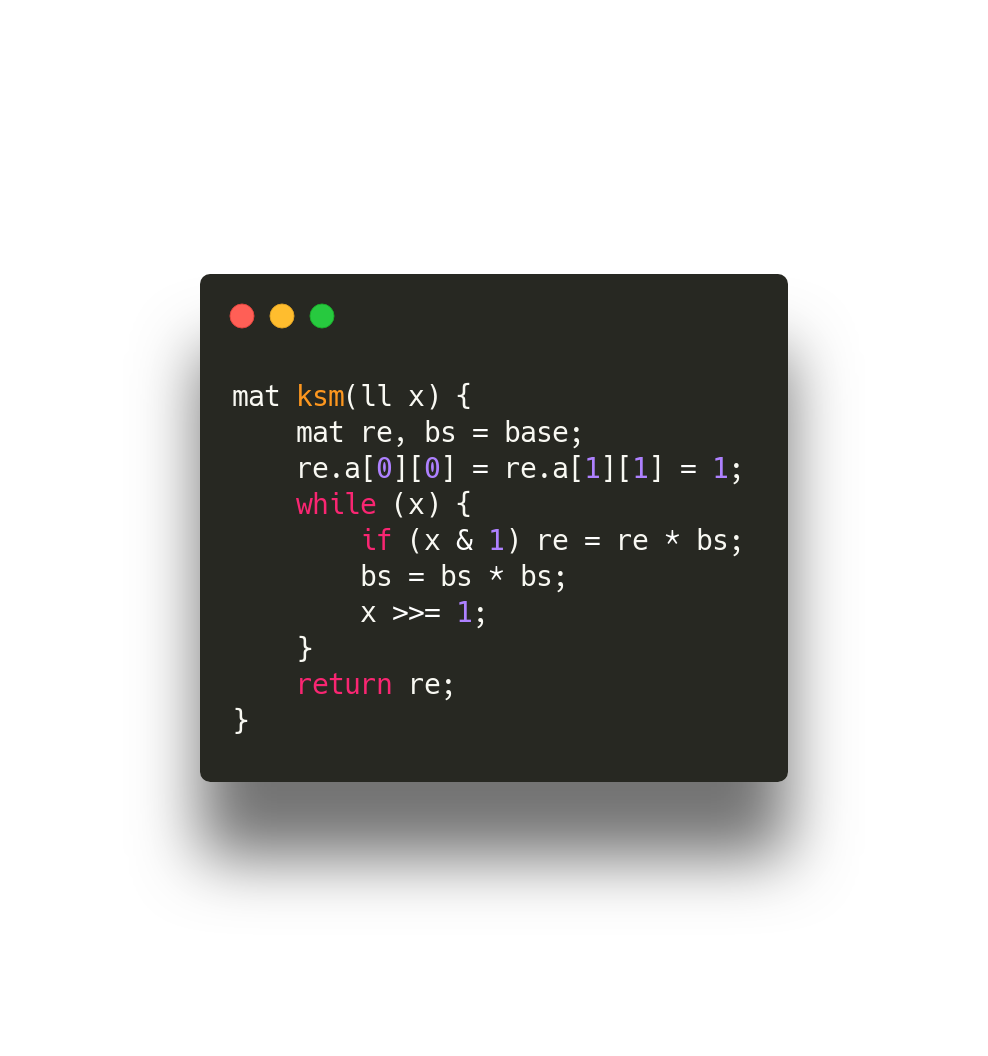 mat ksm(ll x) {
    mat re, bs = base;
    re.a[0][0] = re.a[1][1] = 1;
    while (x) {
        if (x & 1) re = re * bs;
        bs = bs * bs;
        x >>= 1;
    }
    return re;
}